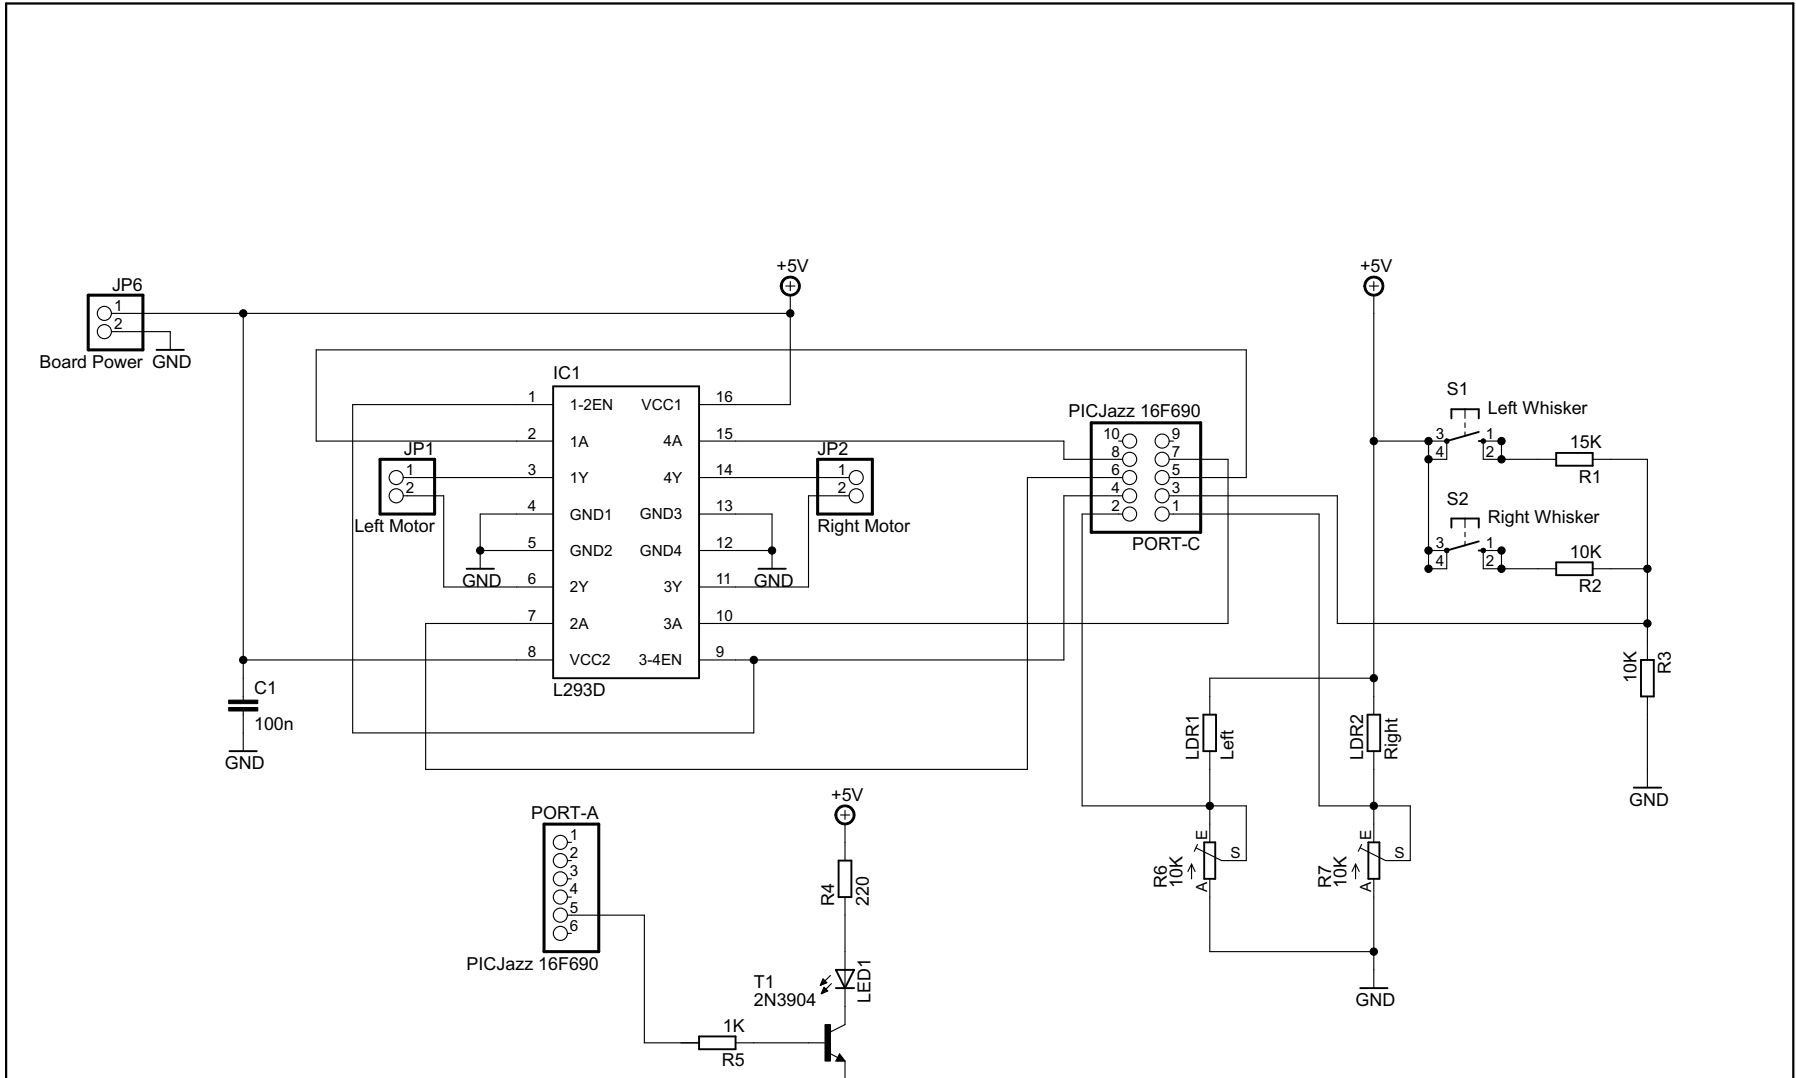 +5V
+5V
JP6
1
2
Board Power
GND
IC1
1
1-2EN
VCC1
16
2
1A
4A
15
3
1Y
4Y
14
4
GND1
GND3
13
5
GND2
GND4
12
6
2Y
3Y
11
7
2A
3A
10
8
VCC2
3-4EN
9
L293D
JP1
1
2
Left Motor
GND
JP2
1
2
Right Motor
GND
PICJazz 16F690
10
9
8
7
6
5
4
3
2
1
PORT-C
S1
Left Whisker
3
1
4
2
15K
R1
S2
Right Whisker
3
1
4
2
10K
R2
10K
R3
GND
C1
100n
GND
LDR1
Left
LDR2
Right
R6
10K
E
S
A
R7
10K
E
S
A
GND
PORT-A
1
2
3
4
5
6
PICJazz 16F690
+5V
R4
220
LED1
T1
2N3904
1K
R5